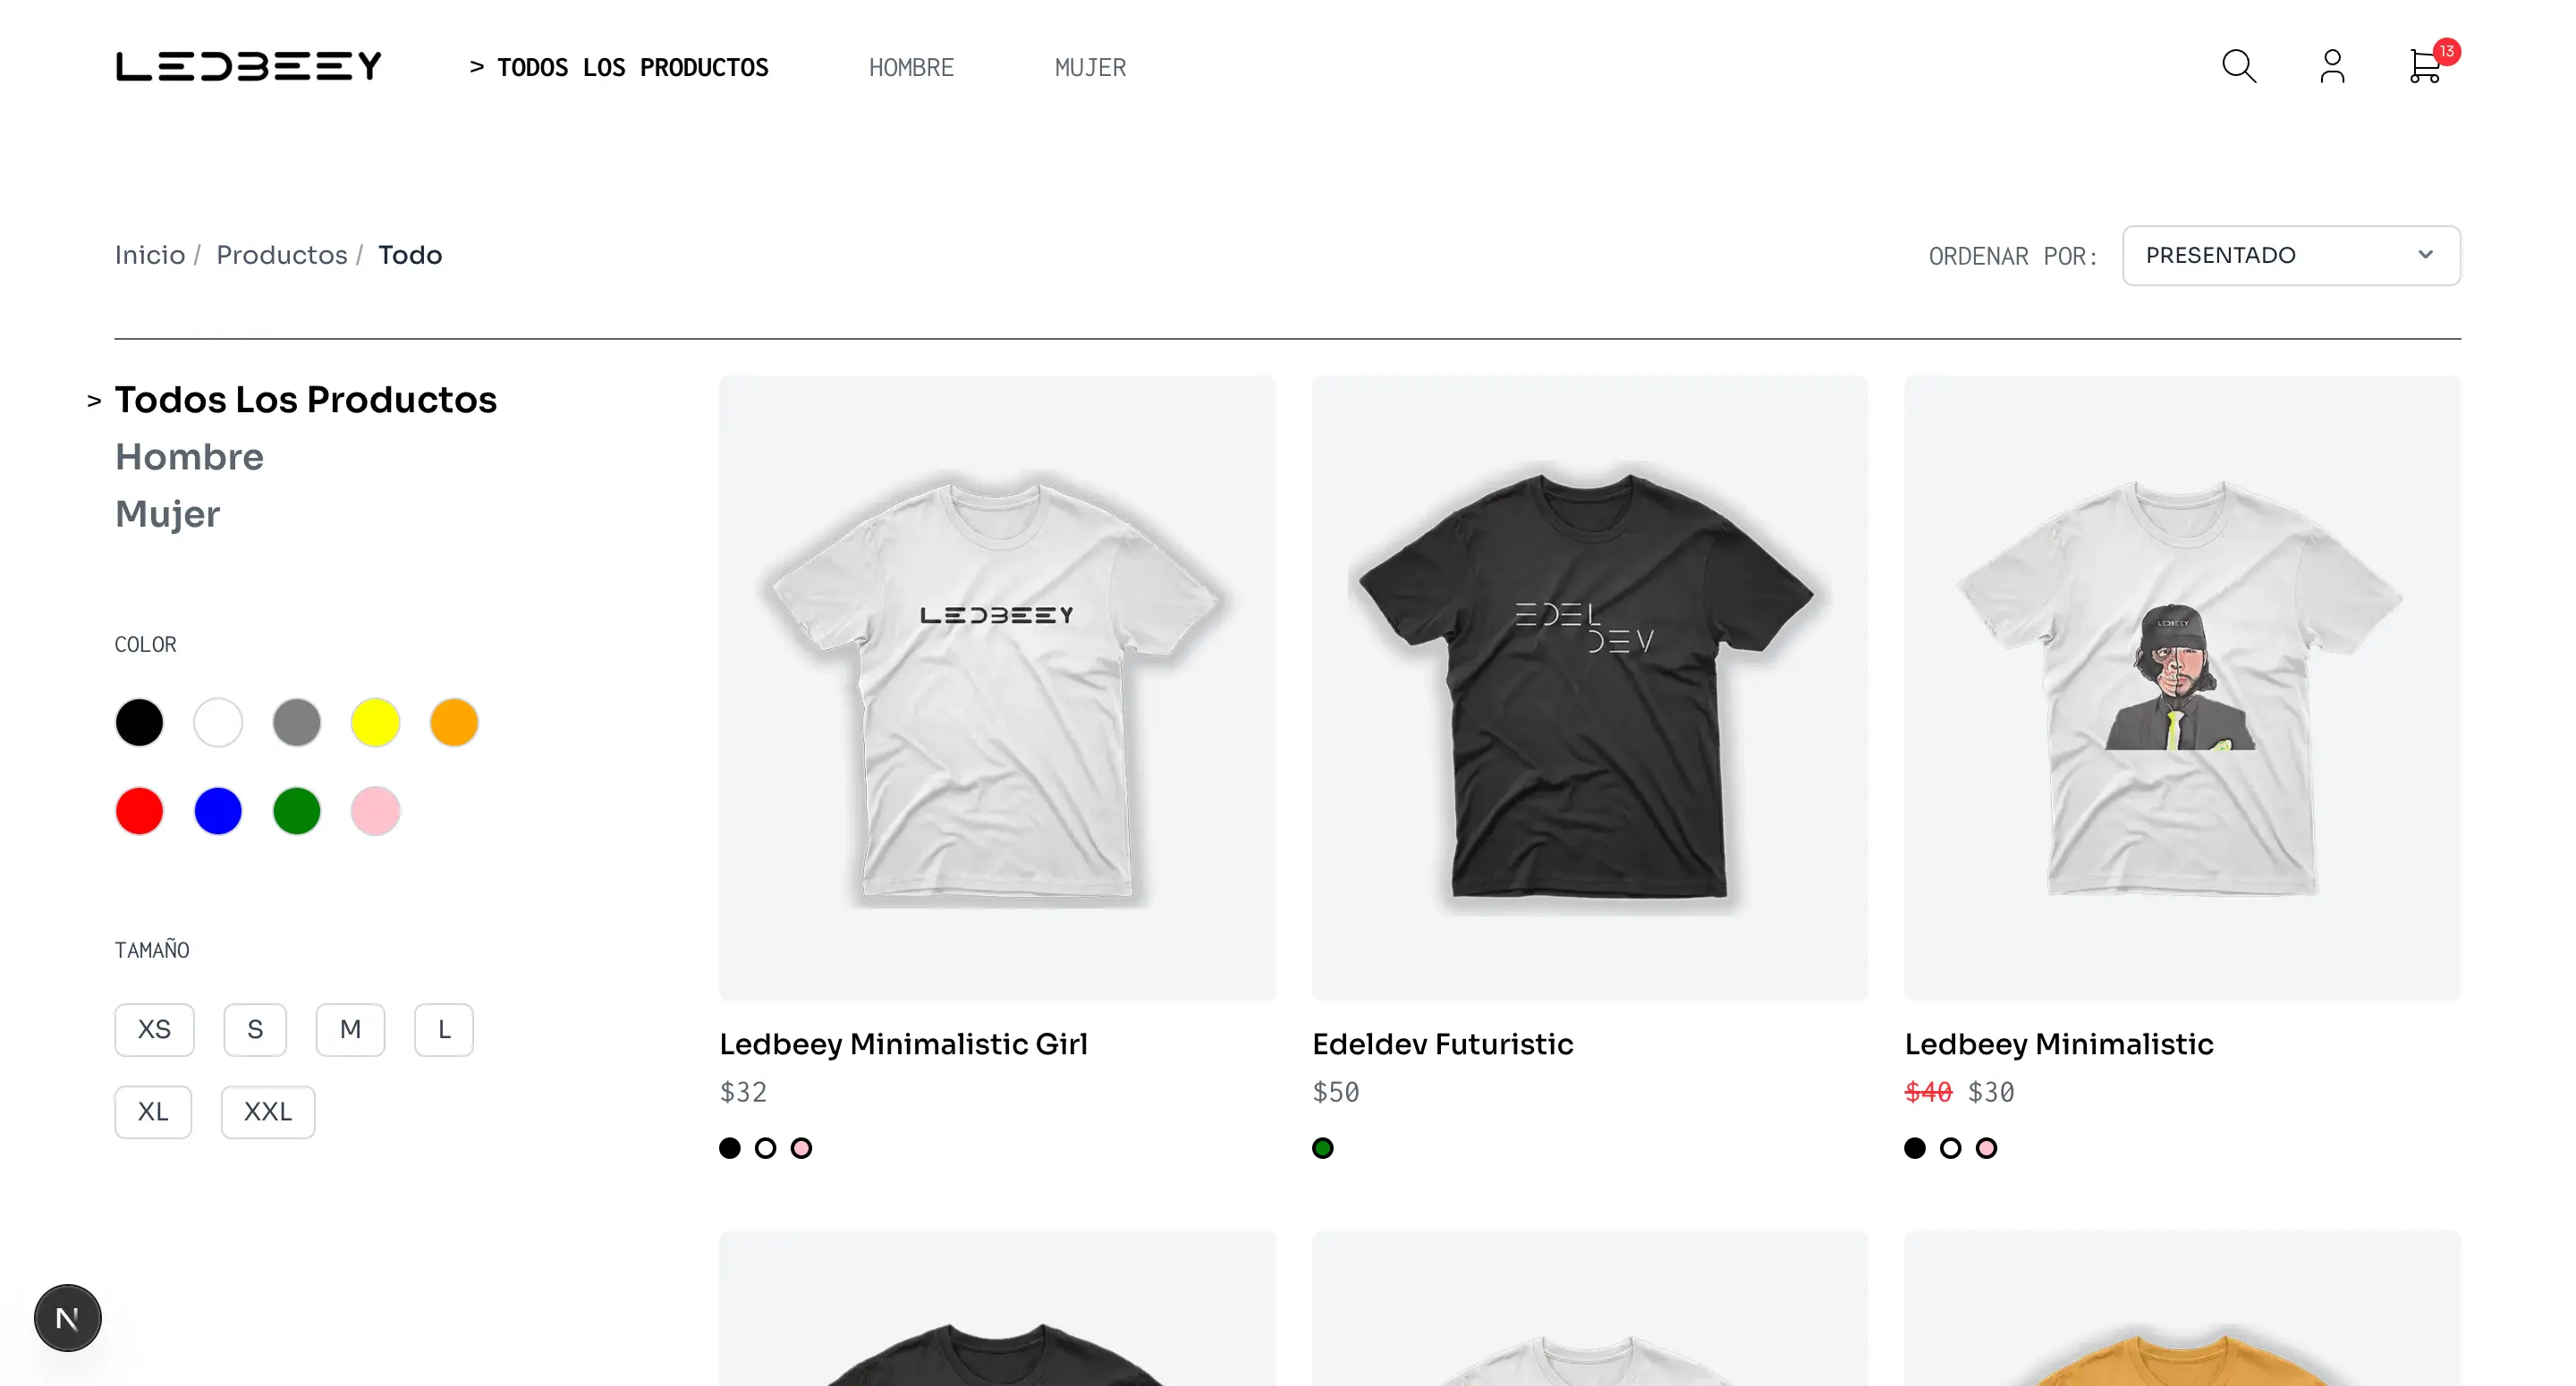 LEDBEEY
> TODOS LOS PRODUCTOS HOMBRE MUJER 13
Inicio / Productos / Todo
ORDENAR POR: PRESENTADO
> Todos Los Productos
Hombre
Mujer
COLOR
TAMAÑO
XS S M L
XL XXL
LEDBEEY
EDEL
DEV
LEDBEEY
Ledbeey Minimalistic Girl
$32
Edeldev Futuristic
$50
Ledbeey Minimalistic
$40 $30
N